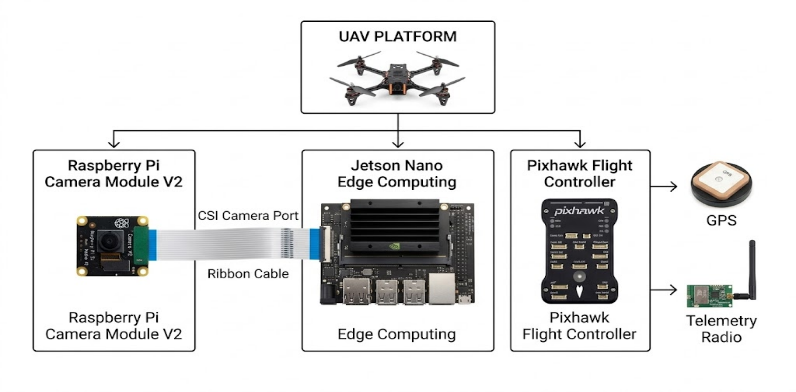 UAV PLATFORM
Raspberry Pi
Camera Module V2
CSI Camera Port
Ribbon Cable
Raspberry Pi
Camera Module V2
Jetson Nano
Edge Computing
Edge Computing
Pixhawk Flight
Controller
pixhawk
Pixhawk
Flight Controller
GPS
Telemetry
Radio